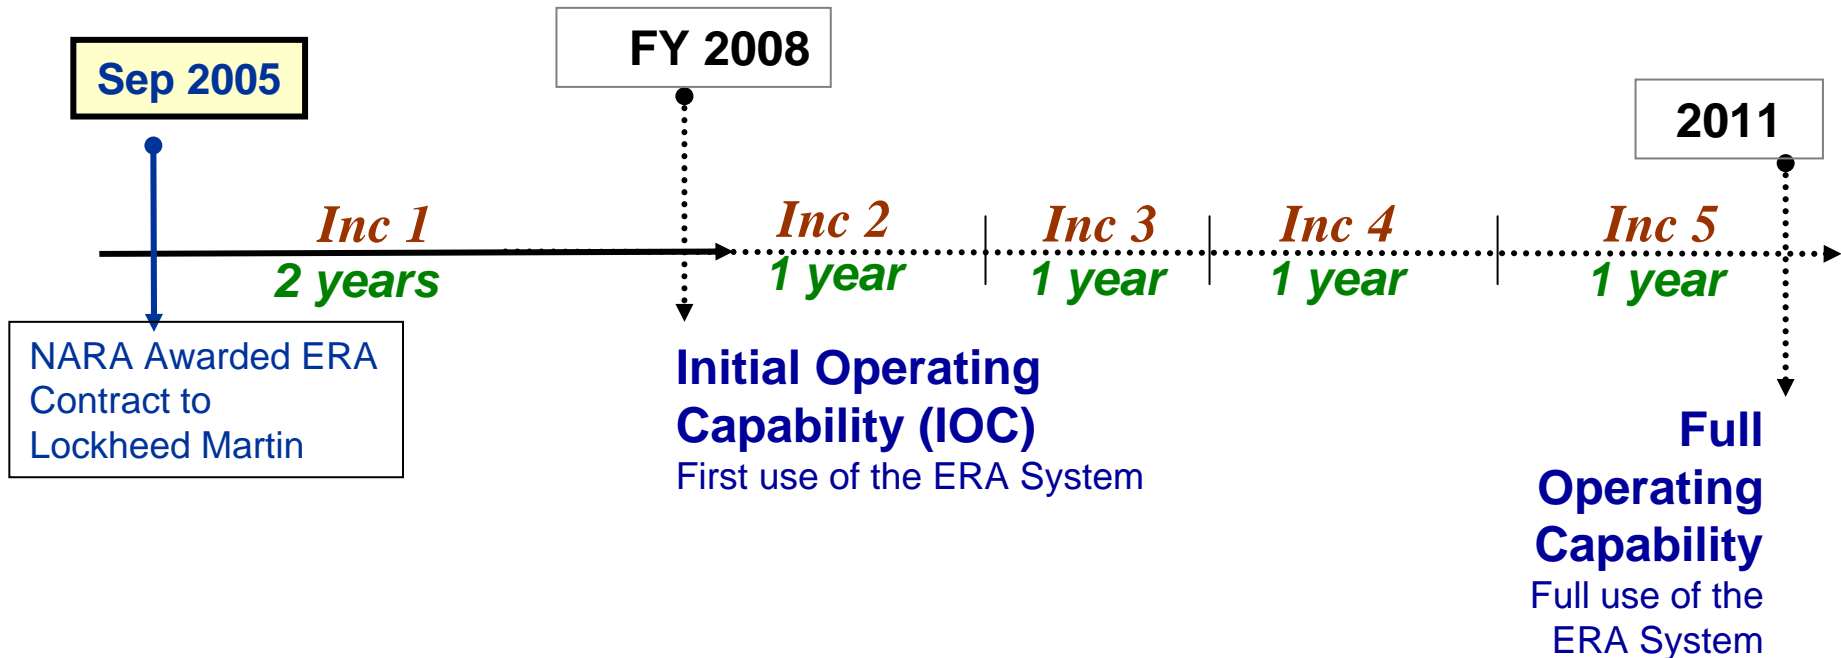 Sep 2005
FY 2008
2011
Inc 1
Inc 2
Inc 3
Inc 4
Inc 5
2 years
1 year
1 year
1 year
1 year
NARA Awarded ERA
Contract to
Lockheed Martin
Initial Operating
Capability (IOC)
First use of the ERA System
Full
Operating
Capability
Full use of the
ERA System